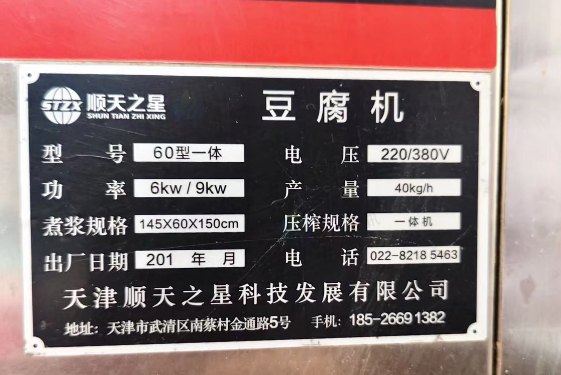 STZX 顺天之星 豆腐机
SHUN TIAN ZHI XING
型号 60型一体 电压 220/380V
功率 6kw / 9kw 产量 40kg/h
煮浆规格 145X60X150cm 压榨规格 一体机
出厂日期 201 年 月 电话 022-8218 5463
天津顺天之星科技发展有限公司
地址: 天津市武清区南蔡村金通路5号 手机: 185-26691382